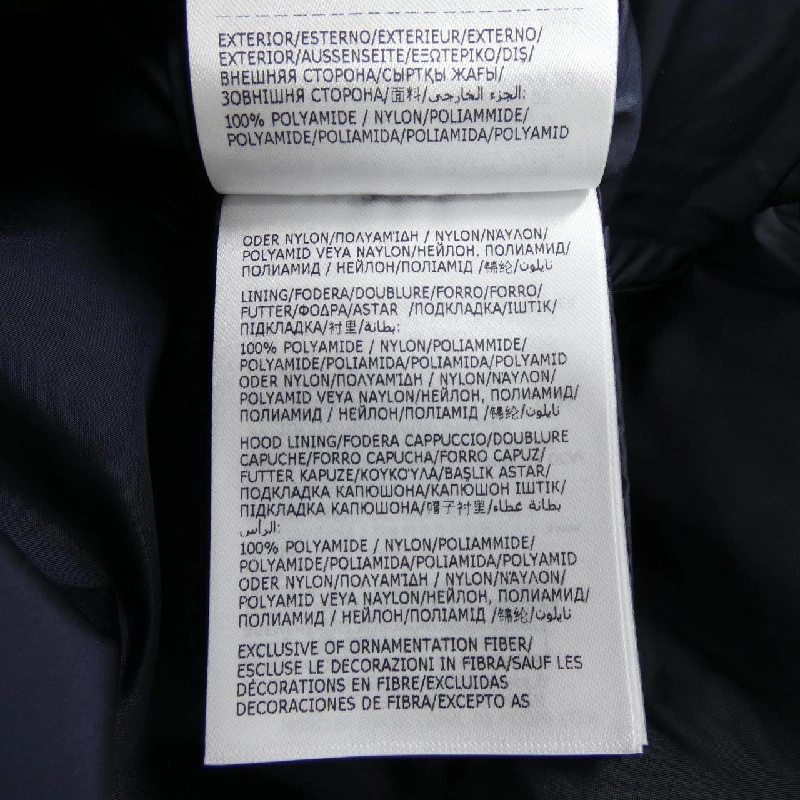 EXTERIOR/ESTERNO/EXTERIEUR/EXTERNO/
EXTERIOR/AUSSENSEITE/ΕΞΩΤΕΡΙΚΟ/DIŞ/
ВНЕШНЯЯ СТОРОНА/СЫРТҚЫ ЖАҒЫ/
ЗОВНІШНЯ СТОРОНА/面料/الجزء الخارجي:
100% POLYAMIDE / NYLON/POLIAMMIDE/
POLYAMIDE/POLIAMIDA/POLIAMIDA/POLYAMID
ODER NYLON/ΠΟΛΥΑΜΊΔΗ / NYLON/ΝΆΥΛΟΝ/
POLYAMID VEYA NAYLON/НЕЙЛОН, ПОЛИАМИД/
ПОЛИАМИД / НЕЙЛОН/ПОЛІАМІД /锦纶/نايلون
LINING/FODERA/DOUBLURE/FORRO/FORRO/
FUTTER/ΦΟΔΡΑ/ASTAR /ПОДКЛАДКА/ІШТІК/
ПІДКЛАДКА/衬里/بطانة:
100% POLYAMIDE / NYLON/POLIAMMIDE/
POLYAMIDE/POLIAMIDA/POLIAMIDA/POLYAMID
ODER NYLON/ΠΟΛΥΑΜΊΔΗ / NYLON/ΝΆΥΛΟΝ/
POLYAMID VEYA NAYLON/НЕЙЛОН, ПОЛИАМИД/
ПОЛИАМИД / НЕЙЛОН/ПОЛІАМІД /锦纶/نايلون
HOOD LINING/FODERA CAPPUCCIO/DOUBLURE
CAPUCHE/FORRO CAPUCHA/FORRO CAPUZ/
FUTTER KAPUZE/ΚΟΥΚΟΎΛΑ/BAŞLIK ASTAR/
ПОДКЛАДКА КАПЮШОНА/КАПЮШОН ІШТІК/
ПІДКЛАДКА КАПЮШОНА/帽子衬里/بطانة غطاء
الرأس:
100% POLYAMIDE / NYLON/POLIAMMIDE/
POLYAMIDE/POLIAMIDA/POLIAMIDA/POLYAMID
ODER NYLON/ΠΟΛΥΑΜΊΔΗ / NYLON/ΝΆΥΛΟΝ/
POLYAMID VEYA NAYLON/НЕЙЛОН, ПОЛИАМИД/
ПОЛИАМИД / НЕЙЛОН/ПОЛІАМІД /锦纶/نايلون
EXCLUSIVE OF ORNAMENTATION FIBER/
ESCLUSE LE DECORAZIONI IN FIBRA/SAUF LES
DÉCORATIONS EN FIBRE/EXCLUIDAS
DECORACIONES DE FIBRA/EXCEPTO AS